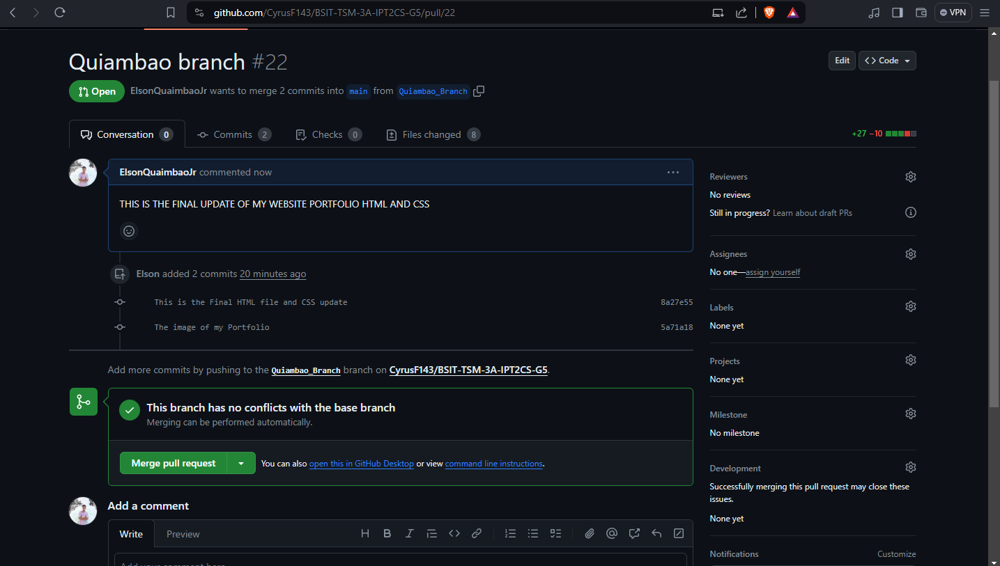 github.com/CyrusF143/BSIT-TSM-3A-IPT2CS-G5/pull/22
VPN
Quiambao branch #22
Edit
Code
Open
ElsonQuaimbaoJr wants to merge 2 commits into main from Quiambao_Branch
Conversation 0
Commits 2
Checks 0
Files changed 8
+27 −10
ElsonQuaimbaoJr commented now
THIS IS THE FINAL UPDATE OF MY WEBSITE PORTFOLIO HTML AND CSS
Elson added 2 commits 20 minutes ago
This is the Final HTML file and CSS update 8a27e55
The image of my Portfolio 5a71a18
Add more commits by pushing to the Quiambao_Branch branch on CyrusF143/BSIT-TSM-3A-IPT2CS-G5.
This branch has no conflicts with the base branch
Merging can be performed automatically.
Merge pull request
You can also open this in GitHub Desktop or view command line instructions.
Add a comment
Write
Preview
Add your comment here
Reviewers
No reviews
Still in progress? Learn about draft PRs
Assignees
No one—assign yourself
Labels
None yet
Projects
None yet
Milestone
No milestone
Development
Successfully merging this pull request may close these
issues.
None yet
Notifications
Customize